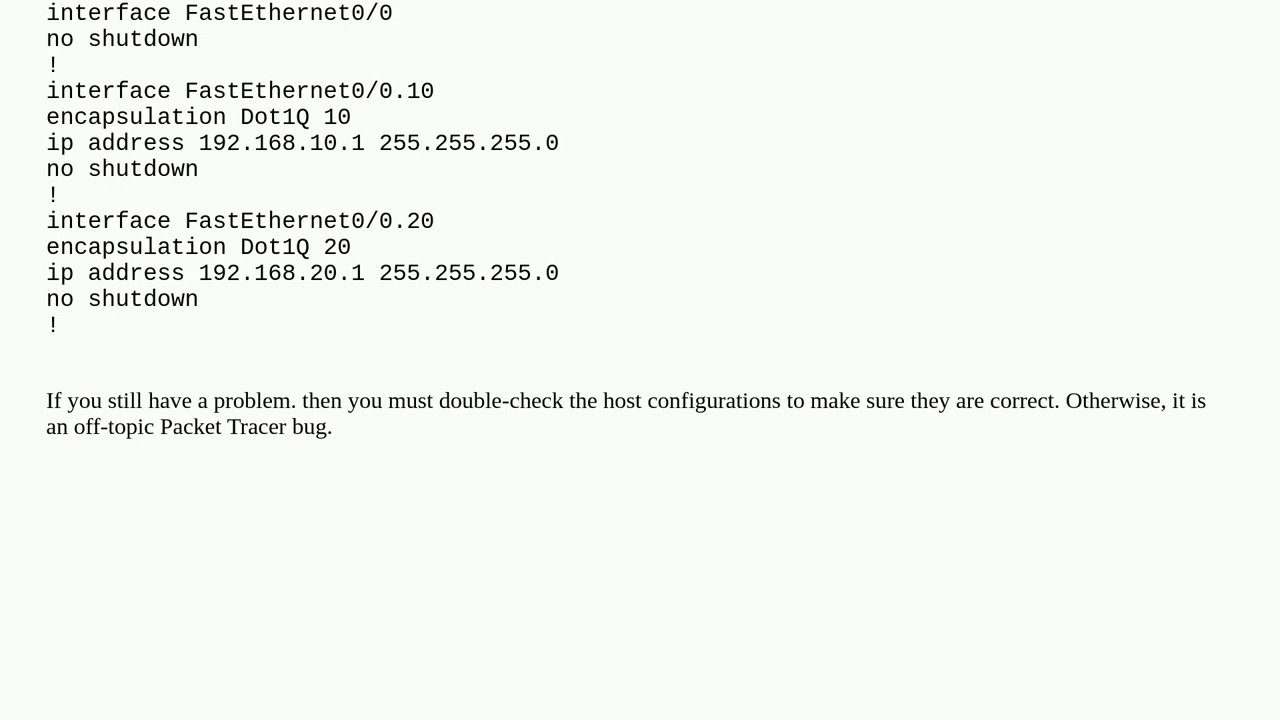 interface FastEthernet0/0
no shutdown
!
interface FastEthernet0/0.10
encapsulation Dot1Q 10
ip address 192.168.10.1 255.255.255.0
no shutdown
!
interface FastEthernet0/0.20
encapsulation Dot1Q 20
ip address 192.168.20.1 255.255.255.0
no shutdown
!
If you still have a problem. then you must double-check the host configurations to make sure they are correct. Otherwise, it is
an off-topic Packet Tracer bug.